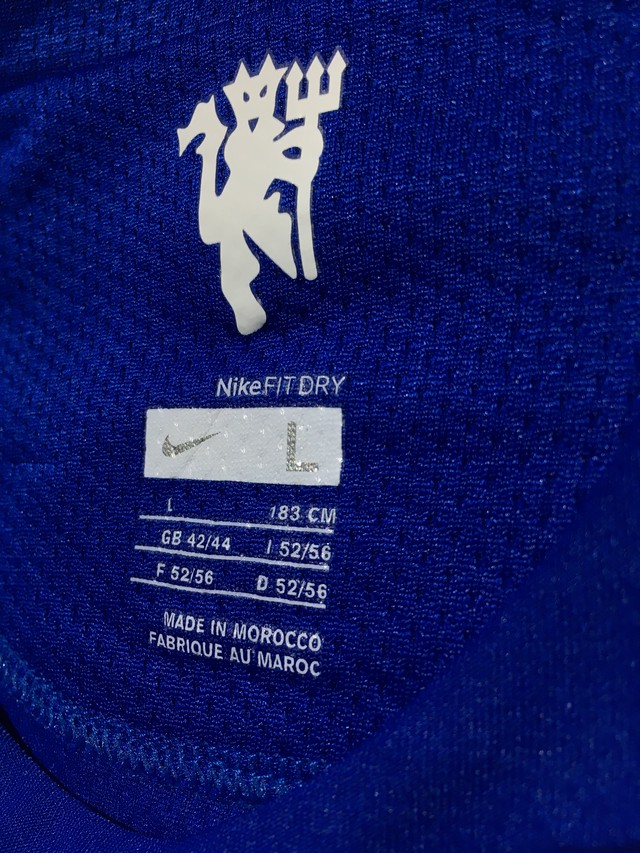 NikeFITDRY
L
L 183 CM
GB 42/44 I 52/56
F 52/56 D 52/56
MADE IN MOROCCO
FABRIQUE AU MAROC